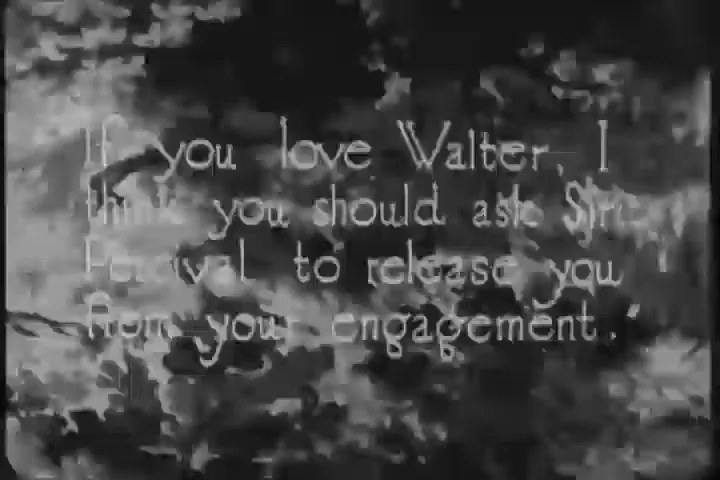 If you love Walter, I
think you should ask Sir
Percival to release you
from your engagement."